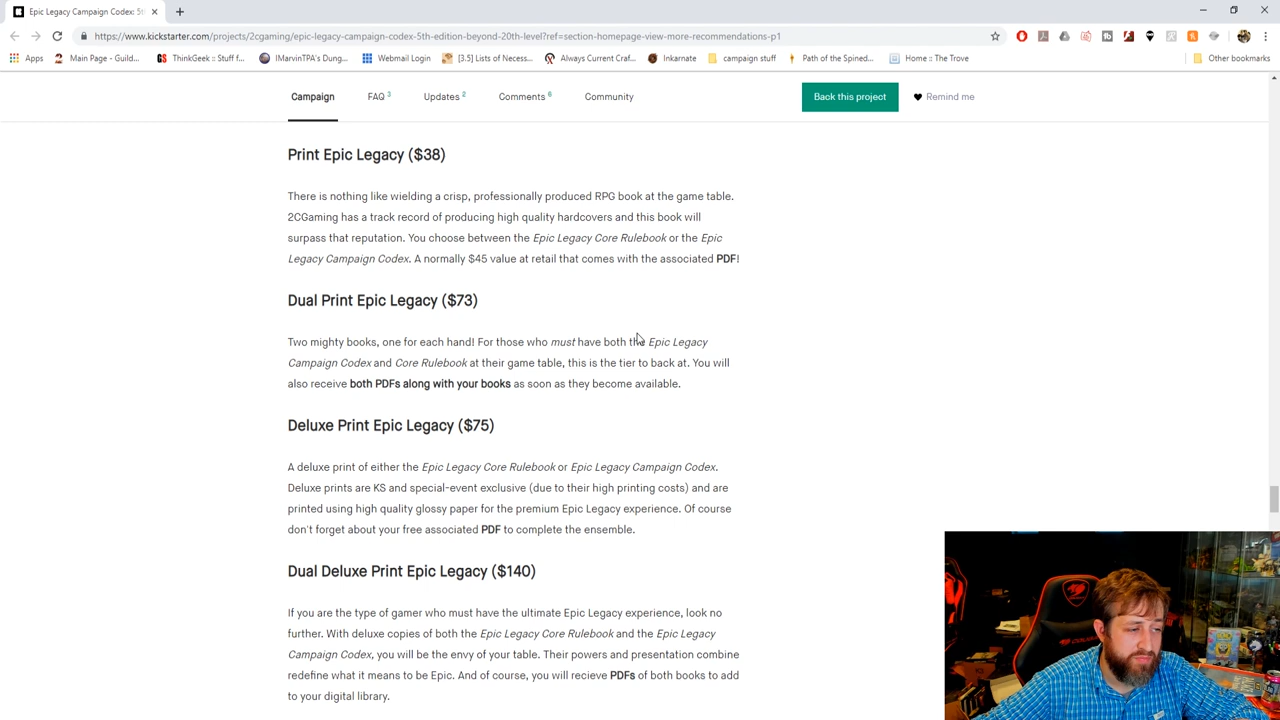 Epic Legacy Campaign Codex: 5th
https://www.kickstarter.com/projects/2cgaming/epic-legacy-campaign-codex-5th-edition-beyond-20th-level?ref=section-homepage-view-more-recommendations-p1
Apps Main Page - Guild... ThinkGeek :: Stuff f... IMarvinTPA's Dung... Webmail Login [3.5] Lists of Necess... Always Current Craf... Inkarnate campaign stuff Path of the Spined... Home :: The Trove Other bookmarks
Campaign FAQ 3 Updates 2 Comments 6 Community Back this project Remind me
Print Epic Legacy ($38)
There is nothing like wielding a crisp, professionally produced RPG book at the game table.
2CGaming has a track record of producing high quality hardcovers and this book will
surpass that reputation. You choose between the Epic Legacy Core Rulebook or the Epic
Legacy Campaign Codex. A normally $45 value at retail that comes with the associated PDF!
Dual Print Epic Legacy ($73)
Two mighty books, one for each hand! For those who must have both the Epic Legacy
Campaign Codex and Core Rulebook at their game table, this is the tier to back at. You will
also receive both PDFs along with your books as soon as they become available.
Deluxe Print Epic Legacy ($75)
A deluxe print of either the Epic Legacy Core Rulebook or Epic Legacy Campaign Codex.
Deluxe prints are KS and special-event exclusive (due to their high printing costs) and are
printed using high quality glossy paper for the premium Epic Legacy experience. Of course
don't forget about your free associated PDF to complete the ensemble.
Dual Deluxe Print Epic Legacy ($140)
If you are the type of gamer who must have the ultimate Epic Legacy experience, look no
further. With deluxe copies of both the Epic Legacy Core Rulebook and the Epic Legacy
Campaign Codex, you will be the envy of your table. Their powers and presentation combine
redefine what it means to be Epic. And of course, you will recieve PDFs of both books to add
to your digital library.